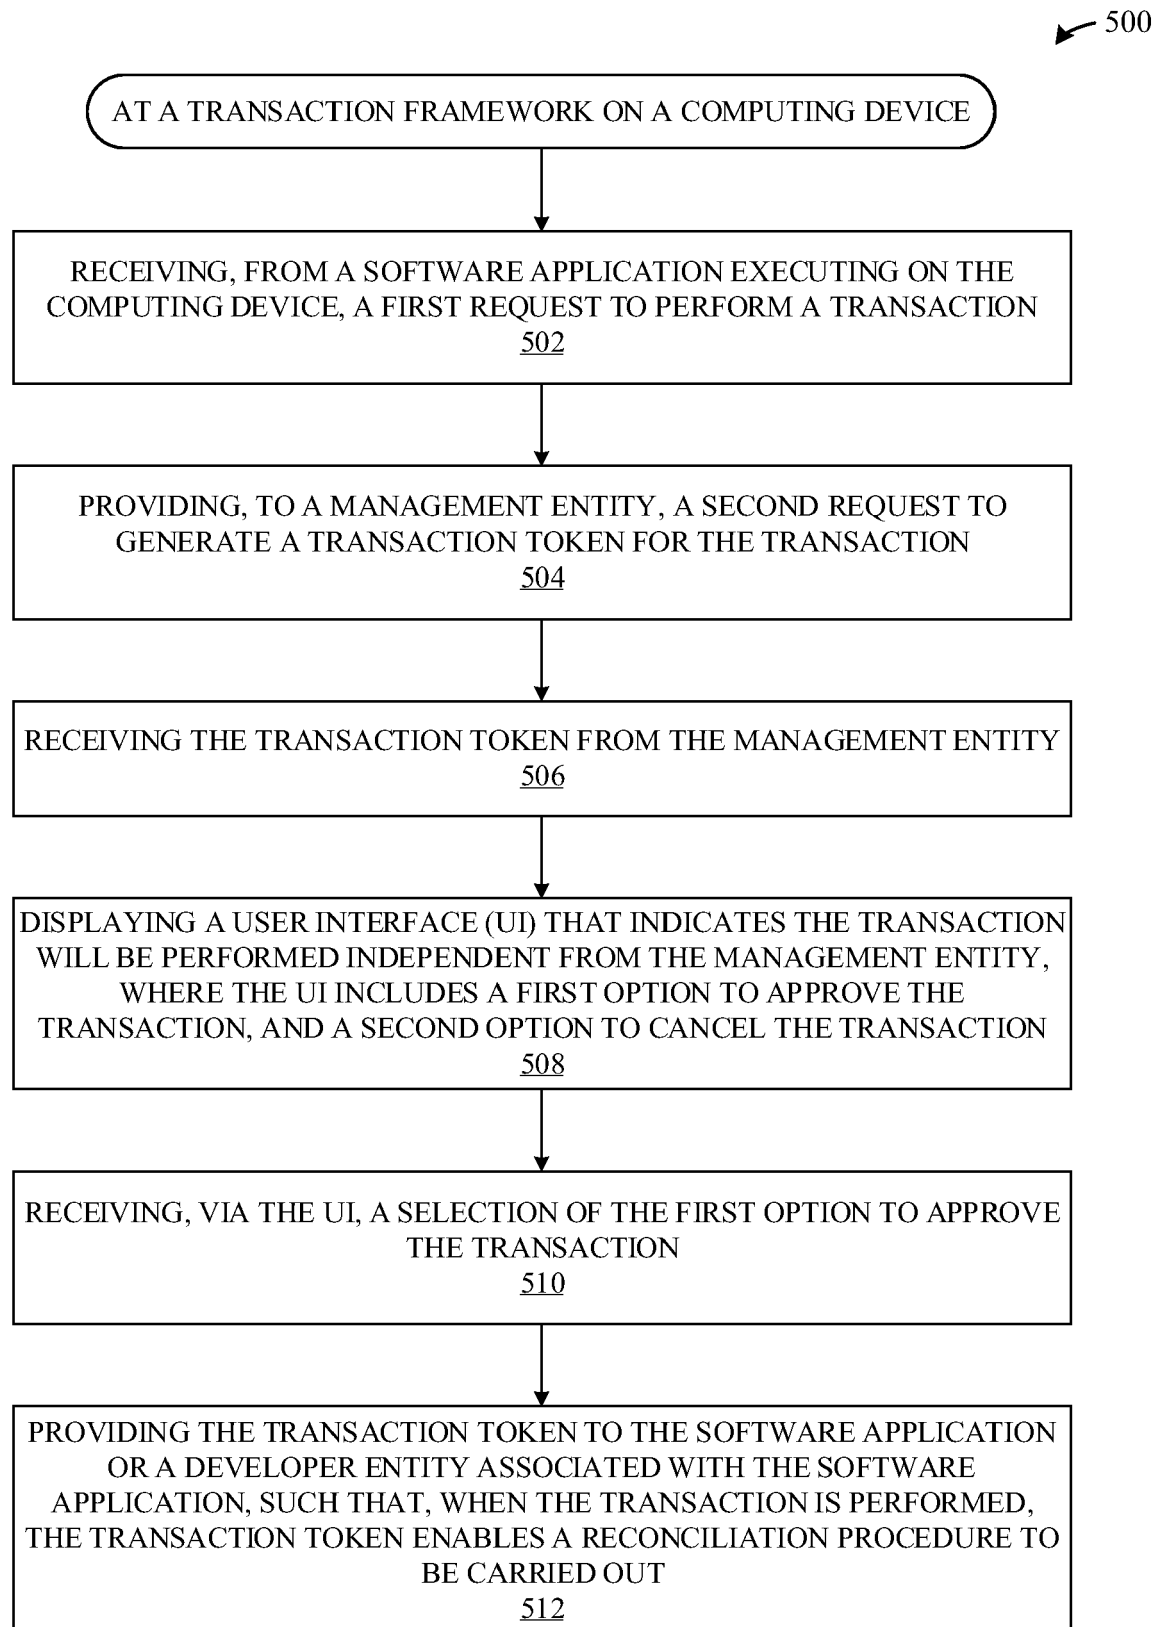 500
AT A TRANSACTION FRAMEWORK ON A COMPUTING DEVICE
RECEIVING, FROM A SOFTWARE APPLICATION EXECUTING ON THE
COMPUTING DEVICE, A FIRST REQUEST TO PERFORM A TRANSACTION
502
PROVIDING, TO A MANAGEMENT ENTITY, A SECOND REQUEST TO
GENERATE A TRANSACTION TOKEN FOR THE TRANSACTION
504
RECEIVING THE TRANSACTION TOKEN FROM THE MANAGEMENT ENTITY
506
DISPLAYING A USER INTERFACE (UI) THAT INDICATES THE TRANSACTION
WILL BE PERFORMED INDEPENDENT FROM THE MANAGEMENT ENTITY,
WHERE THE UI INCLUDES A FIRST OPTION TO APPROVE THE
TRANSACTION, AND A SECOND OPTION TO CANCEL THE TRANSACTION
508
RECEIVING, VIA THE UI, A SELECTION OF THE FIRST OPTION TO APPROVE
THE TRANSACTION
510
PROVIDING THE TRANSACTION TOKEN TO THE SOFTWARE APPLICATION
OR A DEVELOPER ENTITY ASSOCIATED WITH THE SOFTWARE
APPLICATION, SUCH THAT, WHEN THE TRANSACTION IS PERFORMED,
THE TRANSACTION TOKEN ENABLES A RECONCILIATION PROCEDURE TO
BE CARRIED OUT
512